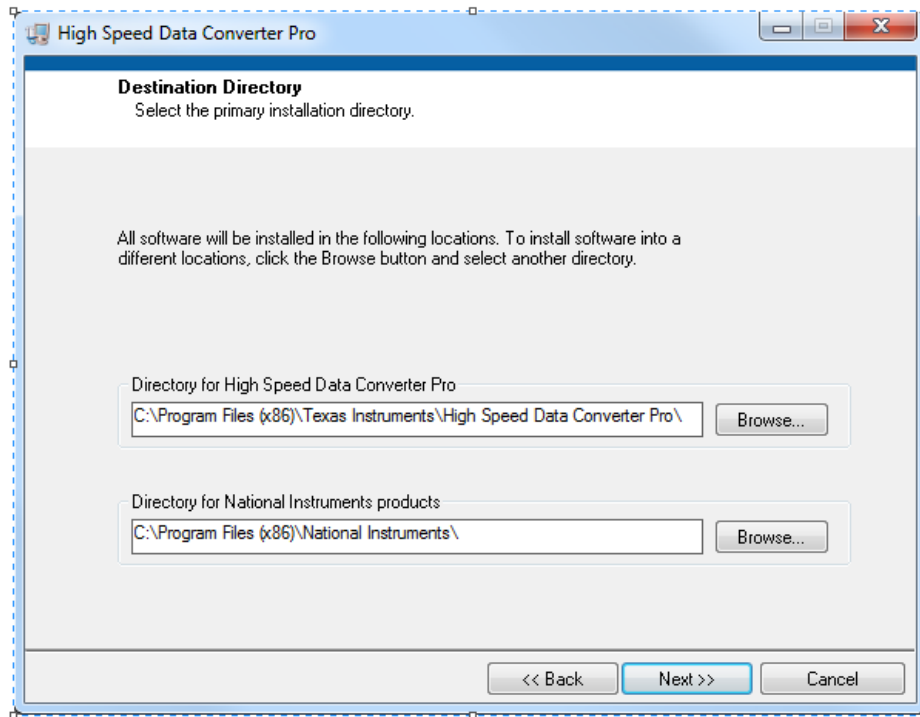 High Speed Data Converter Pro
Destination Directory
Select the primary installation directory.
All software will be installed in the following locations. To install software into a
different locations, click the Browse button and select another directory.
Directory for High Speed Data Converter Pro
C:\Program Files (x86)\Texas Instruments\High Speed Data Converter Pro\
Browse...
Directory for National Instruments products
C:\Program Files (x86)\National Instruments\
Browse...
<< Back
Next >>
Cancel